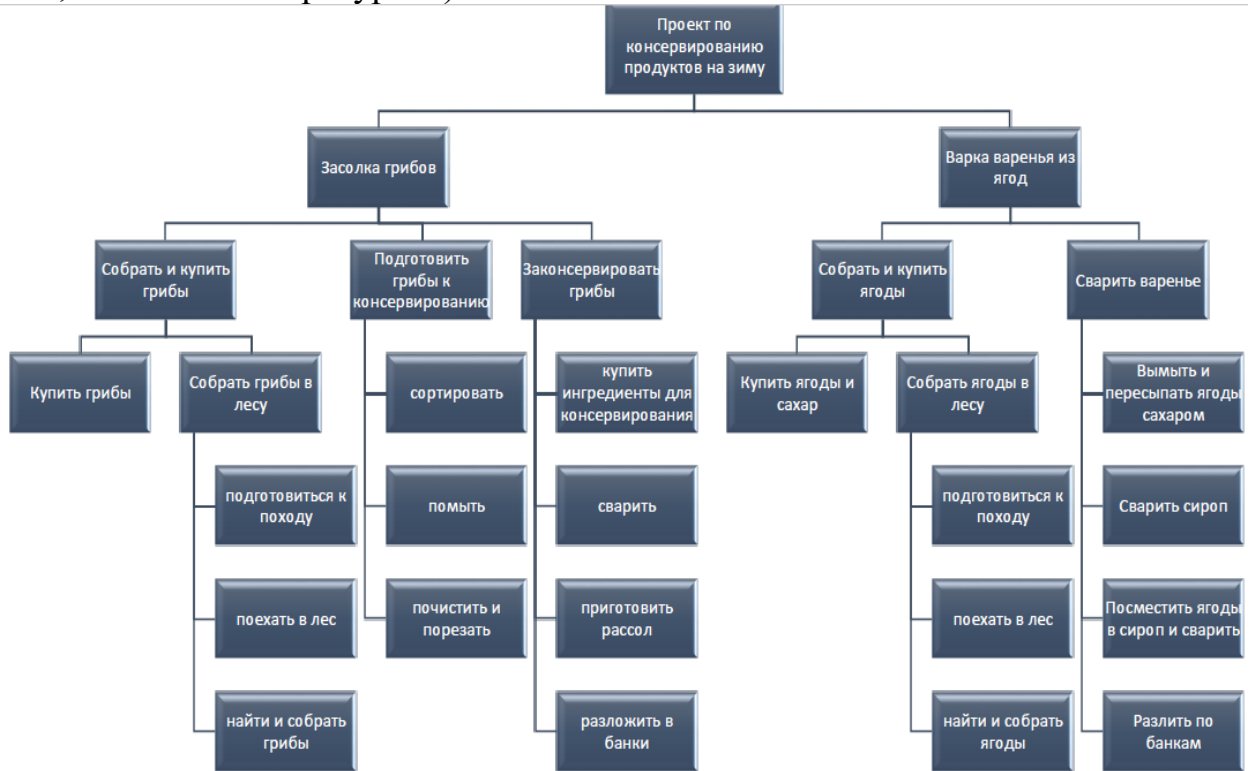 Проект по
консервированию
продуктов на зиму
Засолка грибов
Варка варенья из
ягод
Собрать и купить
грибы
Подготовить
грибы к
консервированию
Законсервировать
грибы
Собрать и купить
ягоды
Сварить варенье
Купить грибы
Собрать грибы в
лесу
сортировать
купить
ингредиенты для
консервирования
Купить ягоды и
сахар
Собрать ягоды в
лесу
Вымыть и
пересыпать ягоды
сахаром
подготовиться к
походу
помыть
сварить
подготовиться к
походу
Сварить сироп
поехать в лес
почистить и
порезать
приготовить
рассол
поехать в лес
Посместить ягоды
в сироп и сварить
найти и собрать
грибы
разложить в
банки
найти и собрать
ягоды
Разлить по
банкам